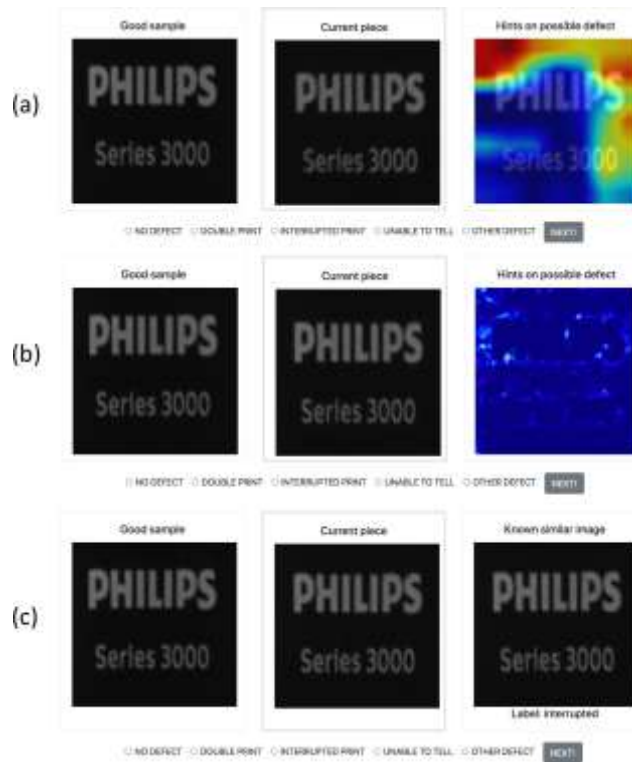 Good sample Current piece Hints on possible defect
(a)
PHILIPS PHILIPS PHILIPS
Series 3000 Series 3000 Series 3000
NO DEFECT DOUBLE PRINT INTERRUPTED PRINT UNABLE TO TELL OTHER DEFECT NEXT!
Good sample Current piece Hints on possible defect
(b)
PHILIPS PHILIPS
Series 3000 Series 3000
NO DEFECT DOUBLE PRINT INTERRUPTED PRINT UNABLE TO TELL OTHER DEFECT NEXT!
Good sample Current piece Known similar image
(c)
PHILIPS PHILIPS PHILIPS
Series 3000 Series 3000 Series 3000
Label: interrupted
NO DEFECT DOUBLE PRINT INTERRUPTED PRINT UNABLE TO TELL OTHER DEFECT NEXT!